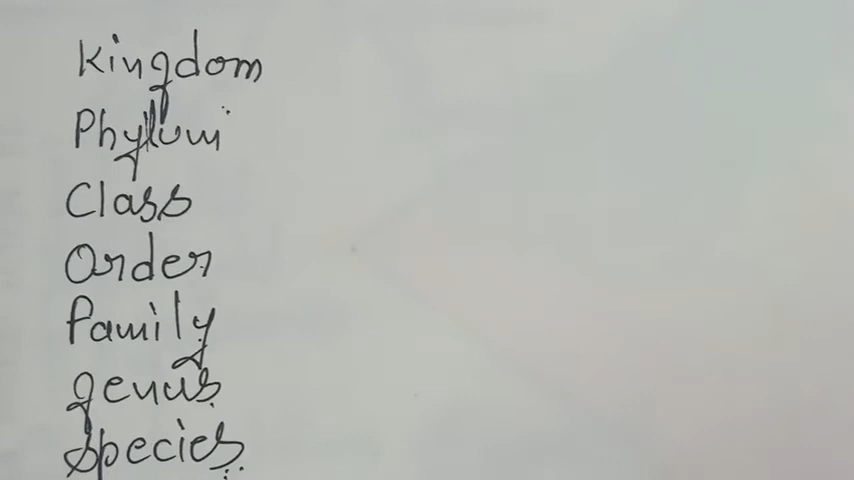 Kingdom
Phylum
Class
Order
Family
genus
species